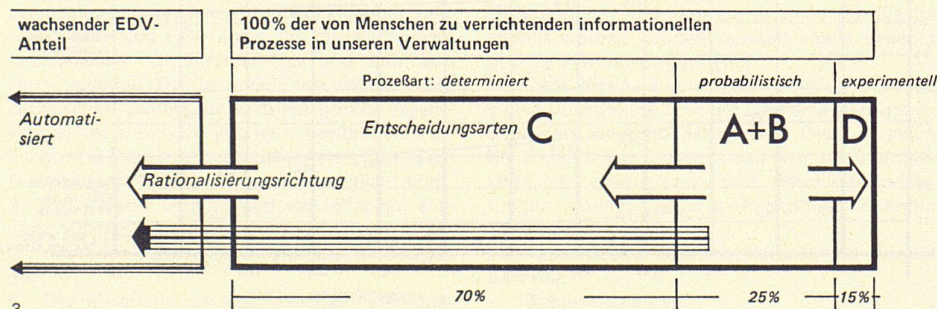 wachsender EDV-
Anteil
100% der von Menschen zu verrichtenden informationellen
Prozesse in unseren Verwaltungen
Prozeßart: determiniert
probabilistisch
experimentell
Automati-
siert
Entscheidungsarten C
A+B
D
Rationalisierungsrichtung
70%
25%
15%
3